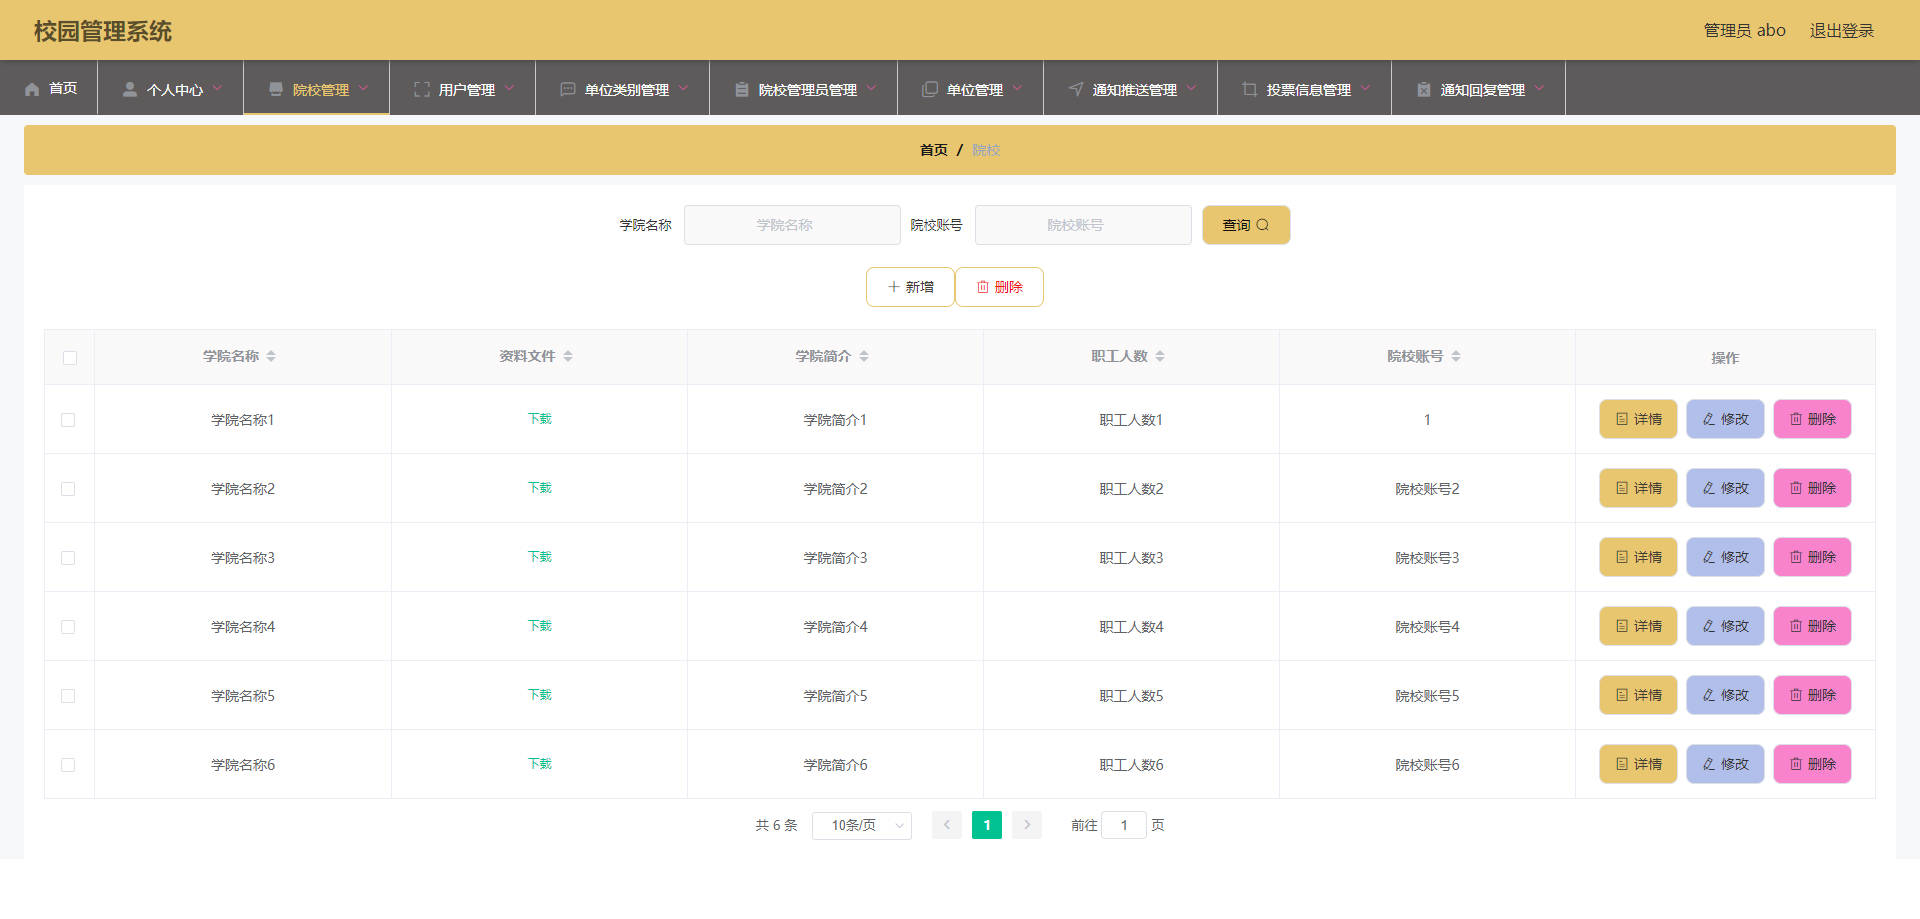 校园管理系统
管理员 abo 退出登录
首页 个人中心 院校管理 用户管理 单位类别管理 院校管理员管理 单位管理 通知推送管理 投票信息管理 通知回复管理
首页 / 院校
学院名称 学院名称 院校账号 院校账号 查询
新增 删除
学院名称 资料文件 学院简介 职工人数 院校账号 操作
学院名称1 下载 学院简介1 职工人数1 1 详情 修改 删除
学院名称2 下载 学院简介2 职工人数2 院校账号2 详情 修改 删除
学院名称3 下载 学院简介3 职工人数3 院校账号3 详情 修改 删除
学院名称4 下载 学院简介4 职工人数4 院校账号4 详情 修改 删除
学院名称5 下载 学院简介5 职工人数5 院校账号5 详情 修改 删除
学院名称6 下载 学院简介6 职工人数6 院校账号6 详情 修改 删除
共 6 条 10条/页 1 前往 1 页